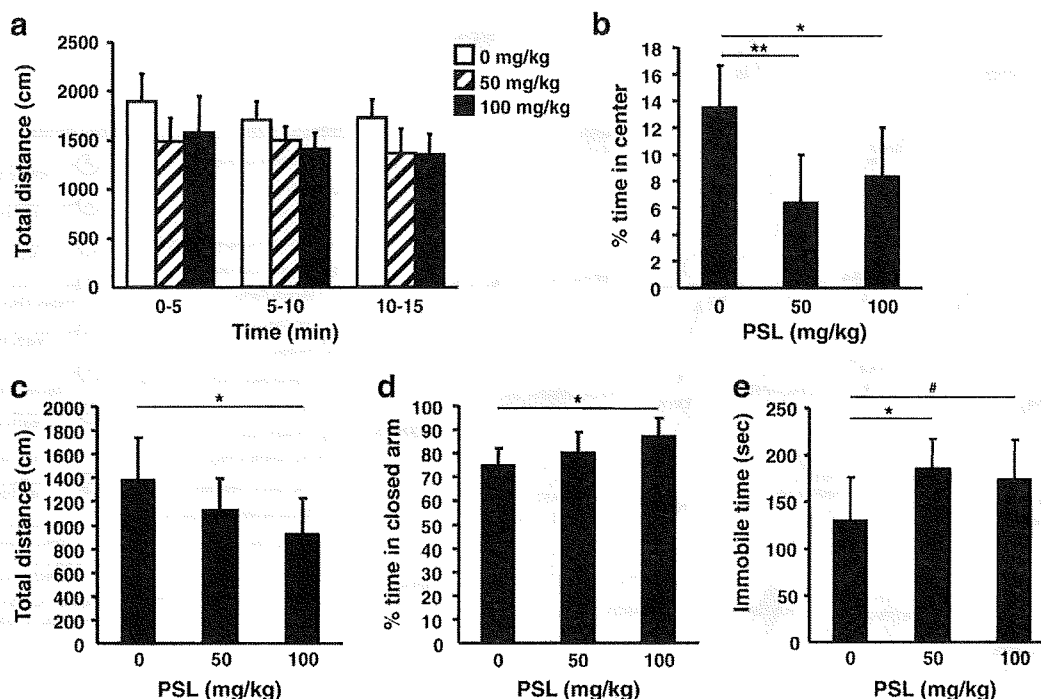 a
2500
2000
1500
1000
500
0
Total distance (cm)
0-5 5-10 10-15
Time (min)
0 mg/kg
50 mg/kg
100 mg/kg
b
18
16
14
12
10
8
6
4
2
0
% time in center
* 
**
0 50 100
PSL (mg/kg)
c
2000
1800
1600
1400
1200
1000
800
600
400
200
0
Total distance (cm)
*
0 50 100
PSL (mg/kg)
d
100
90
80
70
60
50
40
30
20
10
0
% time in closed arm
*
0 50 100
PSL (mg/kg)
e
250
200
150
100
50
0
Immobile time (sec)
#
*
0 50 100
PSL (mg/kg)